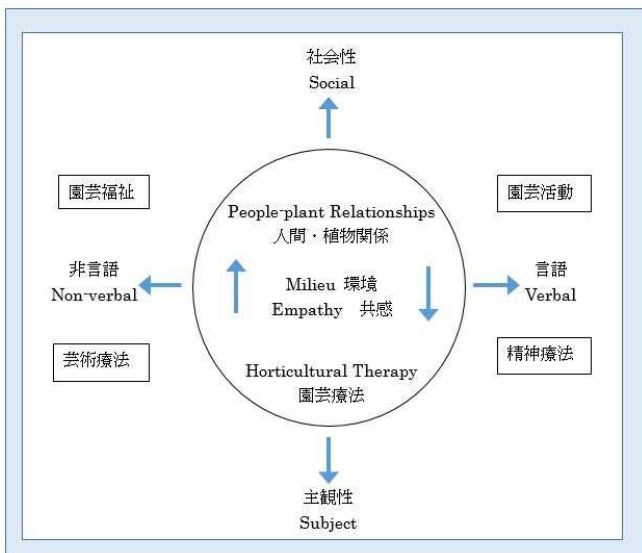 社会性
Social
園芸福祉
園芸活動
People-plant Relationships
人間・植物関係
非言語
Non-verbal
Milieu 環境
Empathy 共感
言語
Verbal
芸術療法
精神療法
Horticultural Therapy
園芸療法
主観性
Subject